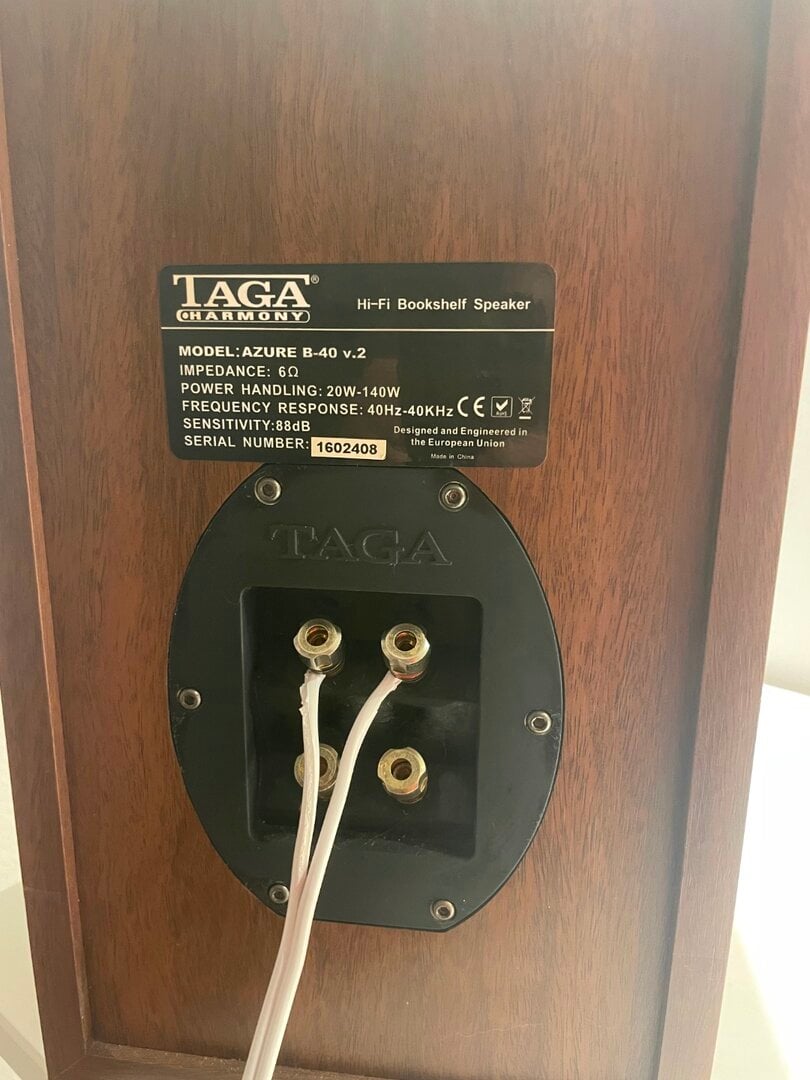 TAGA®
HARMONY
Hi-Fi Bookshelf Speaker
MODEL: AZURE B-40 v.2
IMPEDANCE: 6Ω
POWER HANDLING: 20W-140W
FREQUENCY RESPONSE: 40Hz-40KHz CE
SENSITIVITY:88dB
SERIAL NUMBER: 1602408
Designed and Engineered in
the European Union
Made in China
TAGA